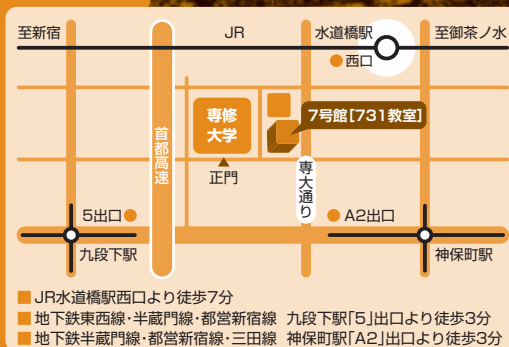 至新宿
JR
水道橋駅
至御茶ノ水
西口
専修
大学
7号館[731教室]
首都高速
正門
専大通り
5出口
A2出口
九段下駅
神保町駅
JR水道橋駅西口より徒歩7分
地下鉄東西線・半蔵門線・都営新宿線 九段下駅「5」出口より徒歩3分
地下鉄半蔵門線・都営新宿線・三田線 神保町駅「A2」出口より徒歩3分